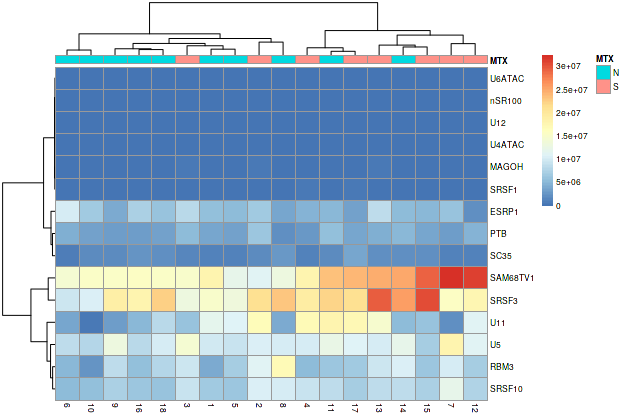 MTX
U6ATAC
nSR100
U12
U4ATAC
MAGOH
SRSF1
ESRP1
PTB
SC35
SAM68TV1
SRSF3
U11
U5
RBM3
SRSF10
6 10 9 16 18 3 1 5 2 8 4 11 17 13 14 15 7 12
3e+07
2.5e+07
2e+07
1.5e+07
1e+07
5e+06
0
MTX
N
S